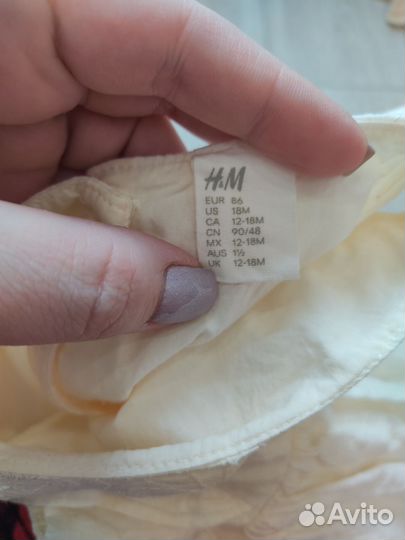 H&M
EUR 86
US 18M
CA 12-18M
CN 90/48
MX 12-18M
AUS 1½
UK 12-18M
Avito